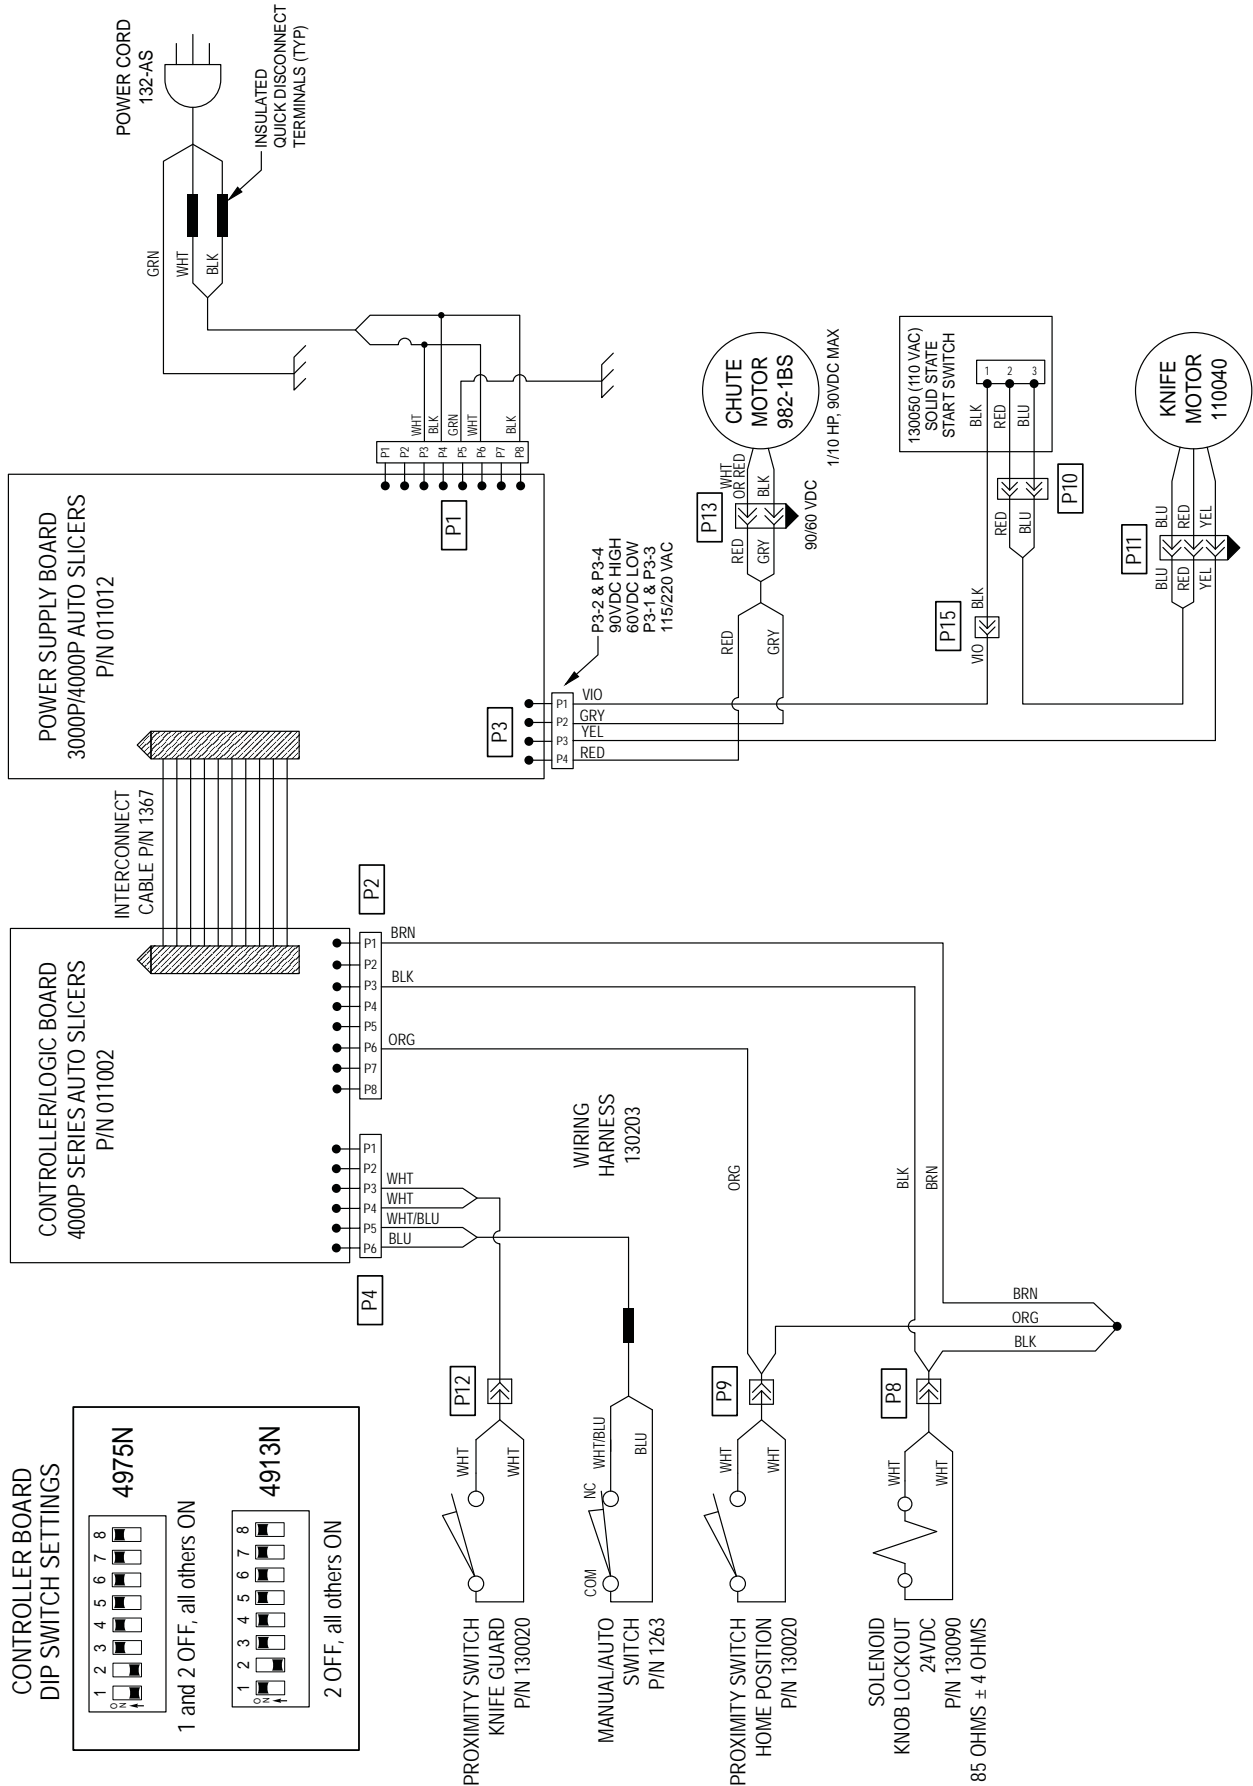 CONTROLLER BOARD
DIP SWITCH SETTINGS
1 2 3 4 5 6 7 8
ON
4975N
1 and 2 OFF, all others ON
1 2 3 4 5 6 7 8
ON
4913N
2 OFF, all others ON
CONTROLLER/LOGIC BOARD
4000P SERIES AUTO SLICERS
P/N 011002
INTERCONNECT
CABLE P/N 1367
POWER SUPPLY BOARD
3000P/4000P AUTO SLICERS
P/N 011012
POWER CORD
132-AS
INSULATED
QUICK DISCONNECT
TERMINALS (TYP)
GRN
WHT
BLK
P1
P1
P2
P3
P4
P5
P6
P7
P8
WHT
BLK
GRN
WHT
BLK
P4
P6
P5
P4
P3
P2
P1
BLU
WHT/BLU
WHT
WHT
P2
P8
P7
P6
P5
P4
P3
P2
P1
ORG
BLK
BRN
P3
P4
P3
P2
P1
RED
YEL
GRY
VIO
P3-2 & P3-4
90VDC HIGH
60VDC LOW
P3-1 & P3-3
115/220 VAC
RED
GRY
P13
RED
GRY
WHT
OR RED
BLK
90/60 VDC
CHUTE
MOTOR
982-1BS
1/10 HP, 90VDC MAX
130050 (110 VAC)
SOLID STATE
START SWITCH
1
2
3
BLK
RED
BLU
P10
RED
BLU
P15
VIO
BLK
P11
BLU
RED
YEL
BLU
RED
YEL
KNIFE
MOTOR
110040
WIRING
HARNESS
130203
PROXIMITY SWITCH
KNIFE GUARD
P/N 130020
WHT
WHT
P12
MANUAL/AUTO
SWITCH
P/N 1263
COM
NC
WHT/BLU
BLU
PROXIMITY SWITCH
HOME POSITION
P/N 130020
WHT
WHT
P9
ORG
SOLENOID
KNOB LOCKOUT
24VDC
P/N 130090
85 OHMS ± 4 OHMS
WHT
WHT
P8
BLK
BRN
BRN
ORG
BLK